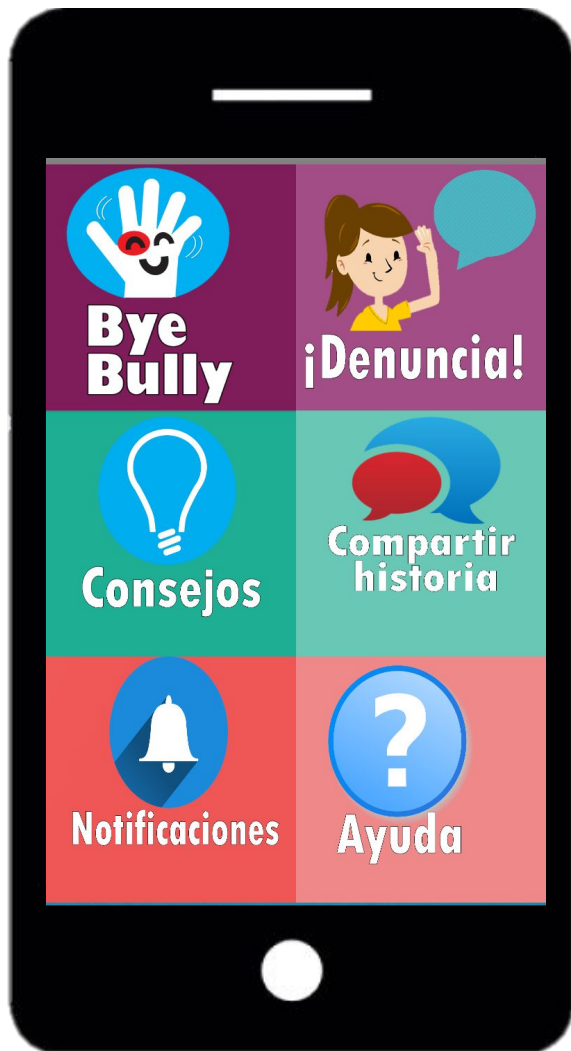 Bye
Bully
¡Denuncia!
Consejos
Compartir
historia
Notificaciones
?
Ayuda